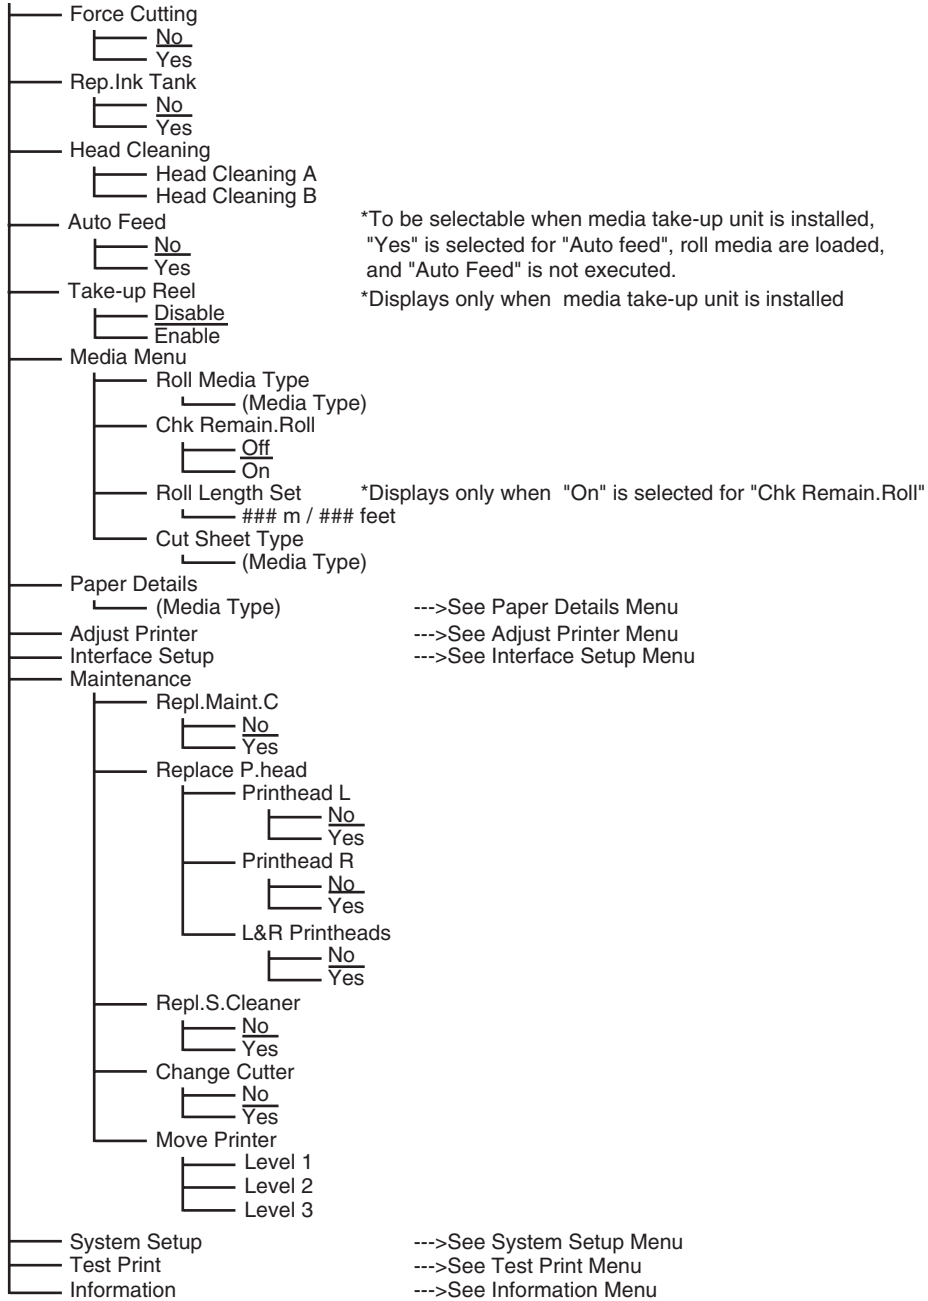 Force Cutting
No
Yes
Rep.Ink Tank
No
Yes
Head Cleaning
Head Cleaning A
Head Cleaning B
Auto Feed *To be selectable when media take-up unit is installed,
"Yes" is selected for "Auto feed", roll media are loaded,
No
and "Auto Feed" is not executed.
Yes
Take-up Reel *Displays only when media take-up unit is installed
Disable
Enable
Media Menu
Roll Media Type
(Media Type)
Chk Remain.Roll
Off
On
Roll Length Set *Displays only when "On" is selected for "Chk Remain.Roll"
### m / ### feet
Cut Sheet Type
(Media Type)
Paper Details
(Media Type) --->See Paper Details Menu
Adjust Printer --->See Adjust Printer Menu
Interface Setup --->See Interface Setup Menu
Maintenance
Repl.Maint.C
No
Yes
Replace P.head
Printhead L
No
Yes
Printhead R
No
Yes
L&R Printheads
No
Yes
Repl.S.Cleaner
No
Yes
Change Cutter
No
Yes
Move Printer
Level 1
Level 2
Level 3
System Setup --->See System Setup Menu
Test Print --->See Test Print Menu
Information --->See Information Menu